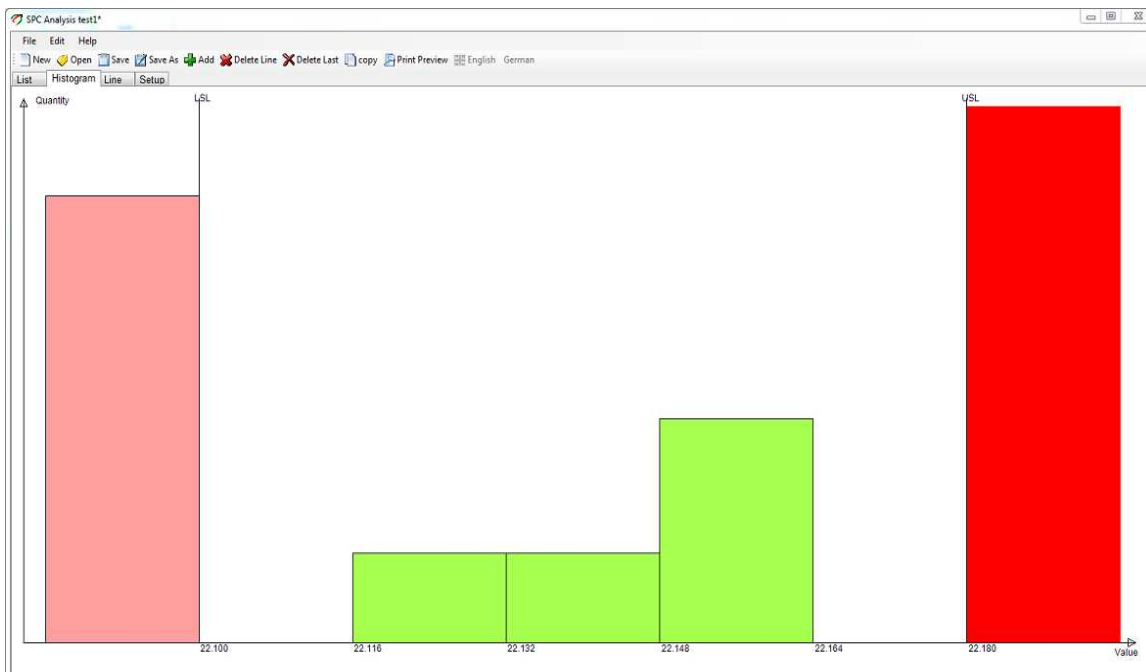 SPC Analysis test1*
File Edit Help
New Open Save Save As Add Delete Line Delete Last copy Print Preview English German
List Histogram Line Setup
Quantity LSL USL
22.100 22.116 22.132 22.148 22.164 22.180
Value